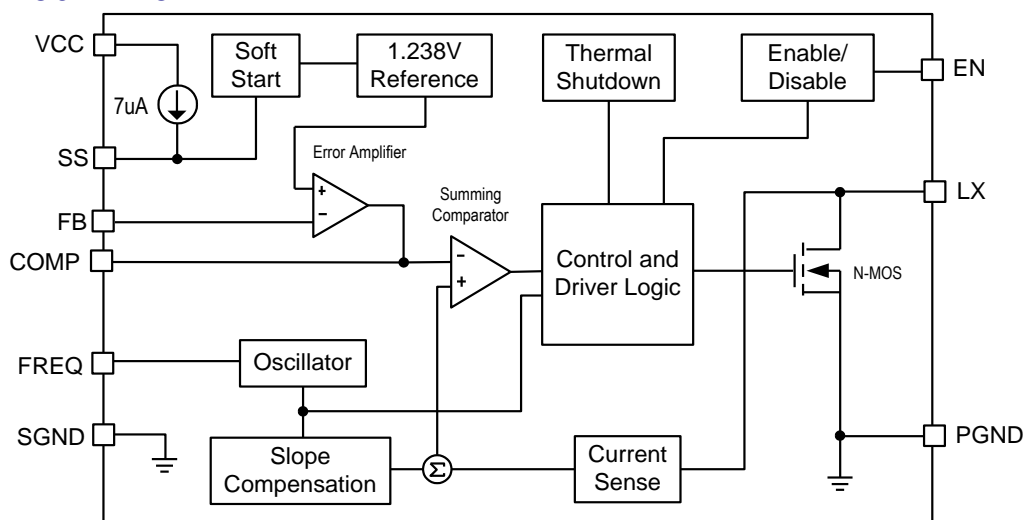 VCC
Soft
Start
1.238V
Reference
Thermal
Shutdown
Enable/
Disable
EN
7uA
SS
Error Amplifier
+
−
FB
Summing
Comparator
LX
COMP
−
+
Control and
Driver Logic
N-MOS
FREQ
Oscillator
SGND
PGND
Slope
Compensation
Σ
Current
Sense